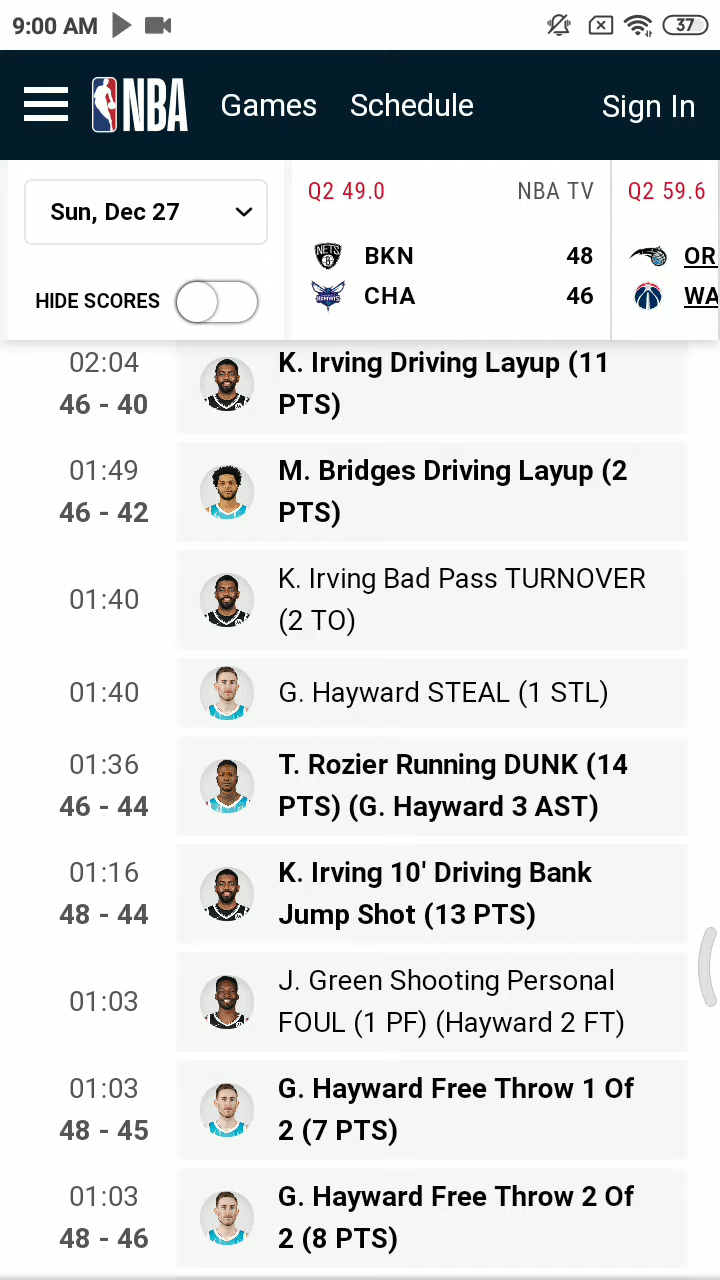 9:00 AM 37
NBA Games Schedule Sign In
Sun, Dec 27
HIDE SCORES
Q2 49.0 NBA TV
NETS B BKN 48
CHA 46
Q2 59.6
OR
WA
02:04 K. Irving Driving Layup (11
46 - 40 PTS)
01:49 M. Bridges Driving Layup (2
46 - 42 PTS)
01:40 K. Irving Bad Pass TURNOVER
(2 TO)
01:40 G. Hayward STEAL (1 STL)
01:36 T. Rozier Running DUNK (14
46 - 44 PTS) (G. Hayward 3 AST)
01:16 K. Irving 10' Driving Bank
48 - 44 Jump Shot (13 PTS)
01:03 J. Green Shooting Personal
FOUL (1 PF) (Hayward 2 FT)
01:03 G. Hayward Free Throw 1 Of
48 - 45 2 (7 PTS)
01:03 G. Hayward Free Throw 2 Of
48 - 46 2 (8 PTS)